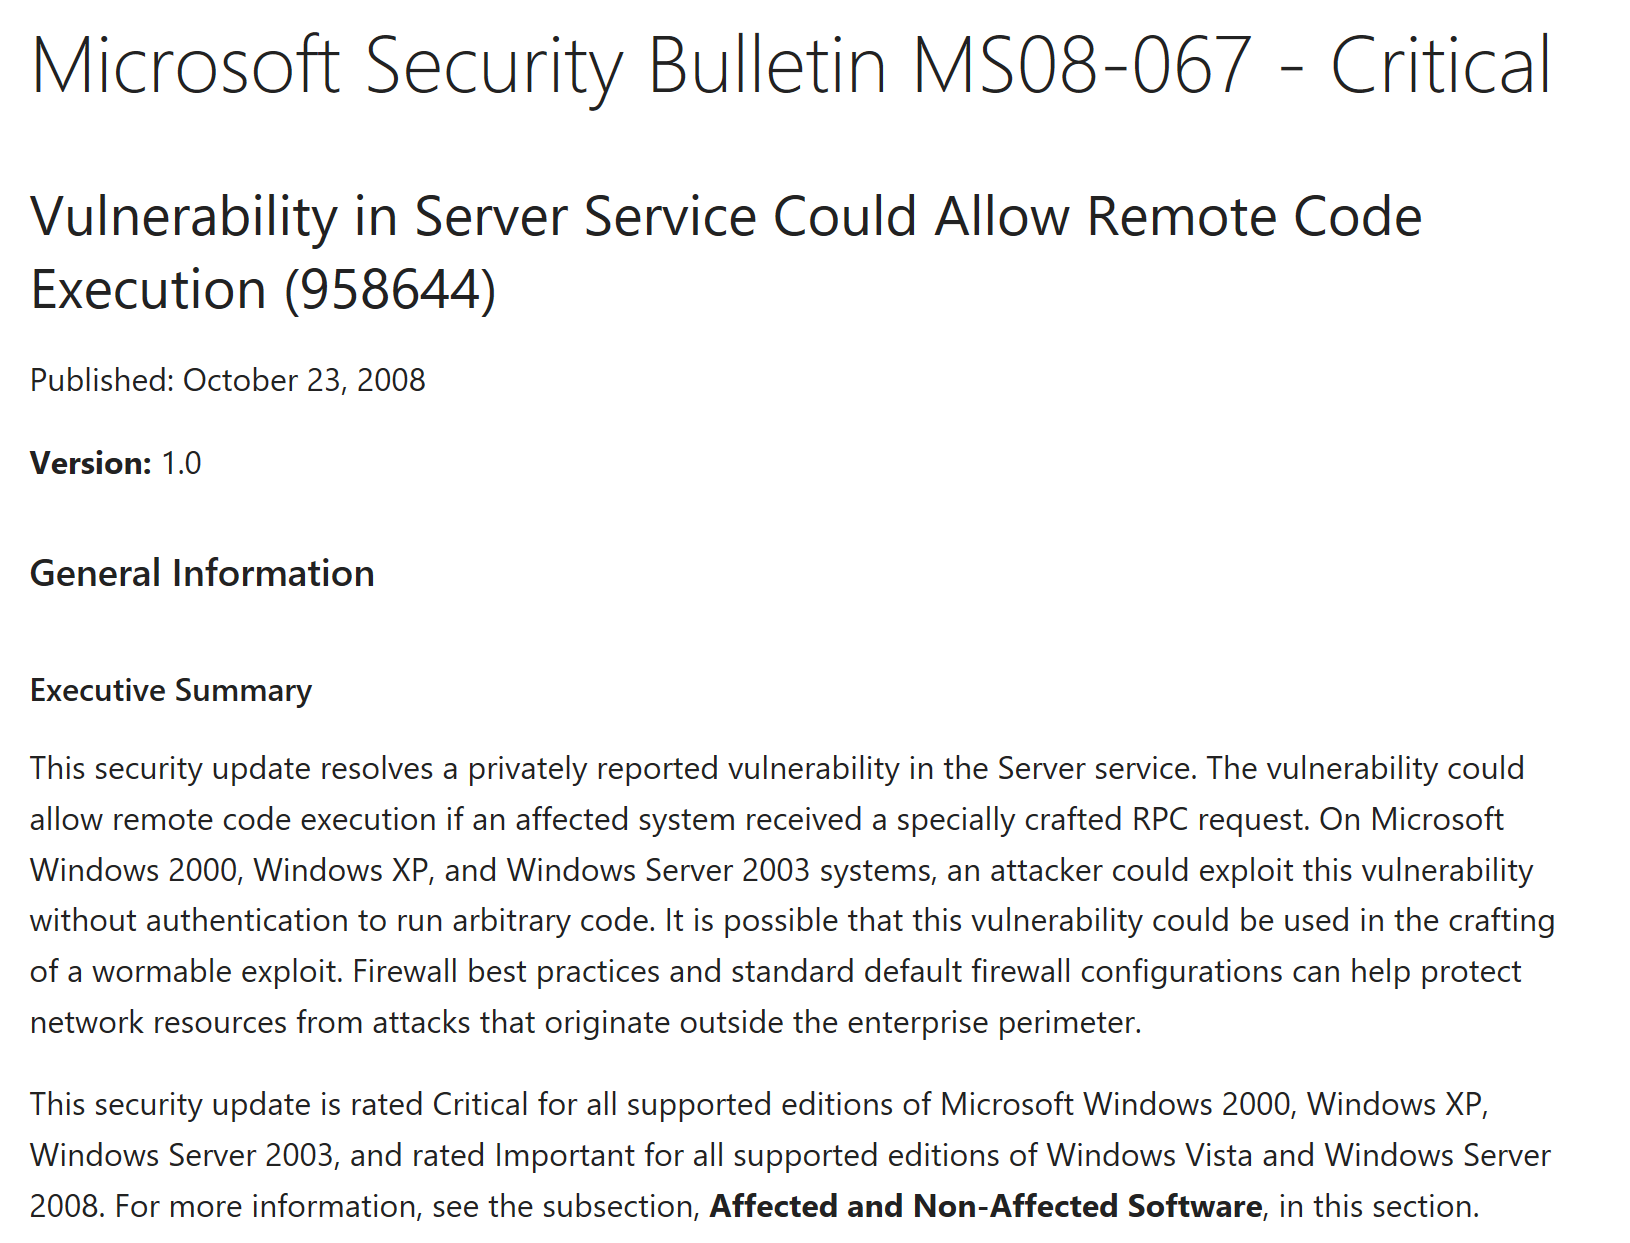 Microsoft Security Bulletin MS08-067 - Critical
Vulnerability in Server Service Could Allow Remote Code
Execution (958644)
Published: October 23, 2008
Version: 1.0
General Information
Executive Summary
This security update resolves a privately reported vulnerability in the Server service. The vulnerability could
allow remote code execution if an affected system received a specially crafted RPC request. On Microsoft
Windows 2000, Windows XP, and Windows Server 2003 systems, an attacker could exploit this vulnerability
without authentication to run arbitrary code. It is possible that this vulnerability could be used in the crafting
of a wormable exploit. Firewall best practices and standard default firewall configurations can help protect
network resources from attacks that originate outside the enterprise perimeter.
This security update is rated Critical for all supported editions of Microsoft Windows 2000, Windows XP,
Windows Server 2003, and rated Important for all supported editions of Windows Vista and Windows Server
2008. For more information, see the subsection, Affected and Non-Affected Software, in this section.